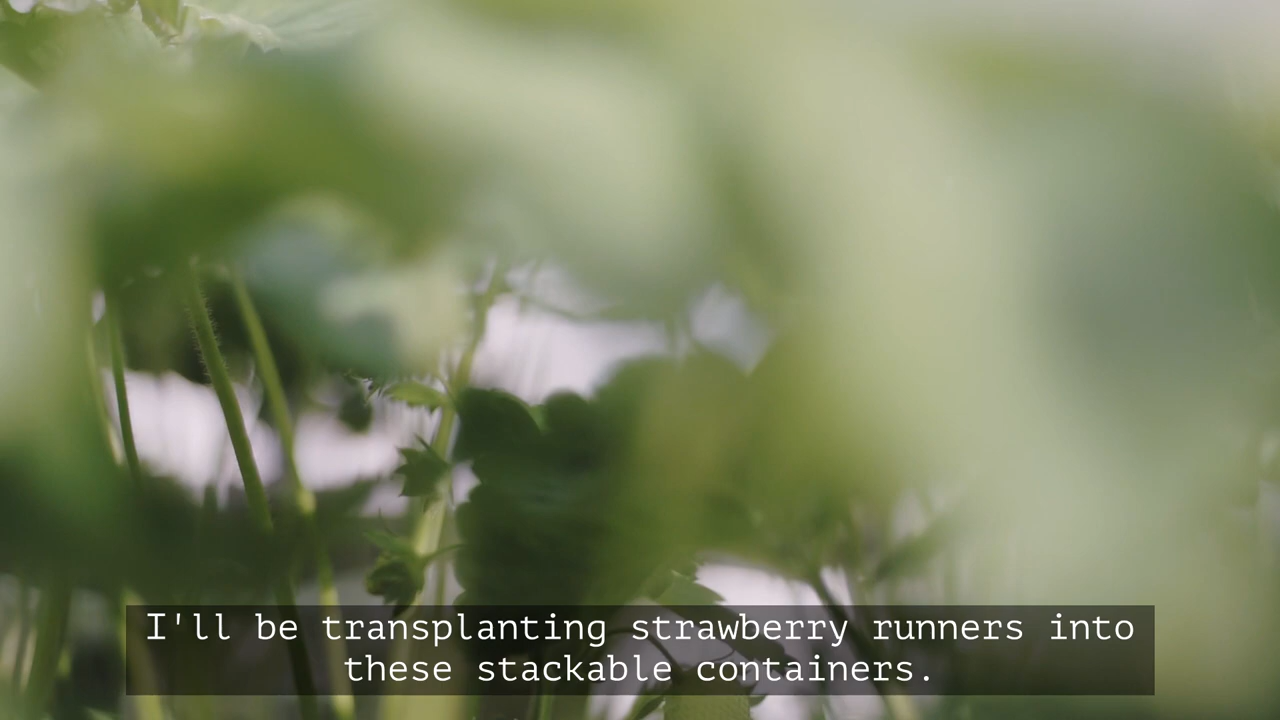 I'll be transplanting strawberry runners into
these stackable containers.